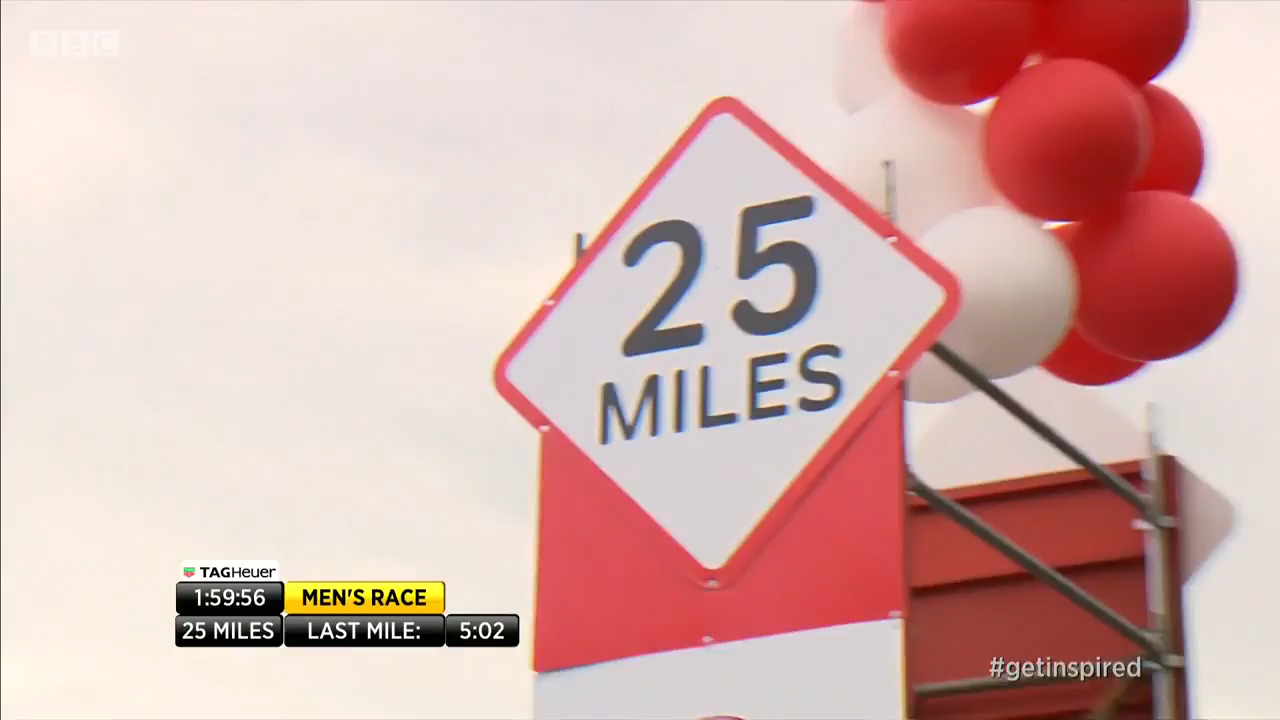 BBC
25
MILES
TAGHeuer
1:59:56 MEN'S RACE
25 MILES LAST MILE: 5:02
#getinspired